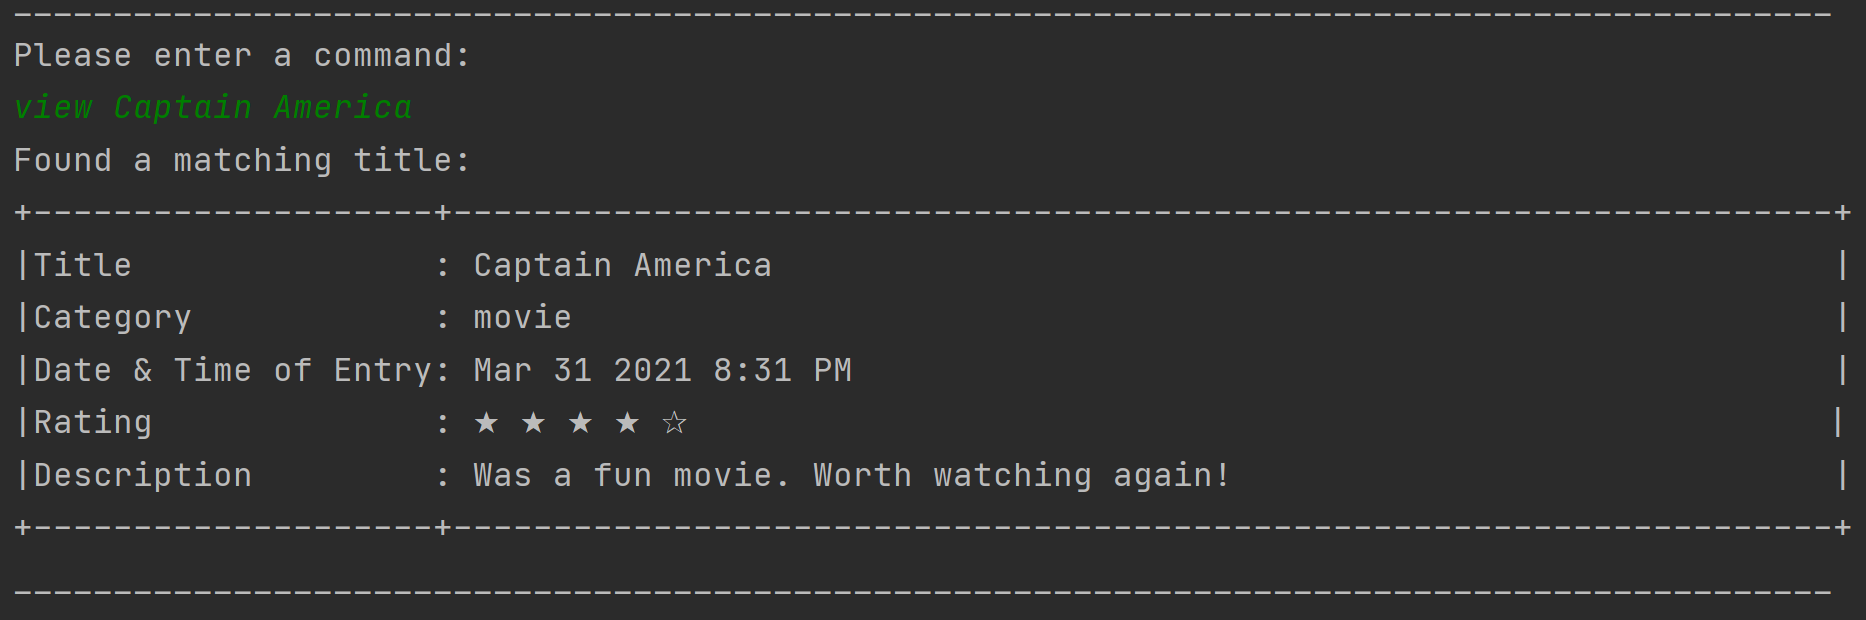 -------------------------------------------------------------------------------------------
Please enter a command:
view Captain America
Found a matching title:
+--------------------+---------------------------------------------------------------------+
|Title               : Captain America                                                     |
|Category            : movie                                                               |
|Date & Time of Entry: Mar 31 2021 8:31 PM                                                 |
|Rating              : ★ ★ ★ ★ ☆                                                         |
|Description         : Was a fun movie. Worth watching again!                              |
+--------------------+---------------------------------------------------------------------+
-------------------------------------------------------------------------------------------